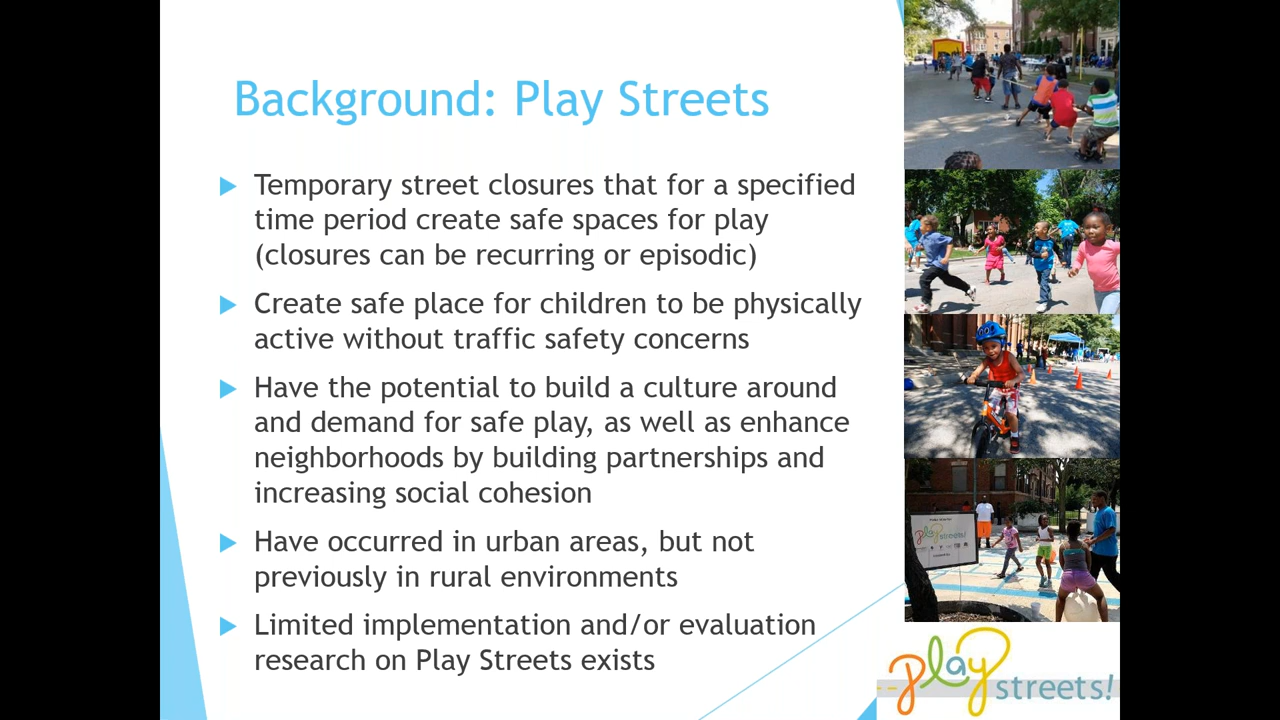 Background: Play Streets
Temporary street closures that for a specified
time period create safe spaces for play
(closures can be recurring or episodic)
Create safe place for children to be physically
active without traffic safety concerns
Have the potential to build a culture around
and demand for safe play, as well as enhance
neighborhoods by building partnerships and
increasing social cohesion
Have occurred in urban areas, but not
previously in rural environments
Limited implementation and/or evaluation
research on Play Streets exists
play
streets!
play
streets!